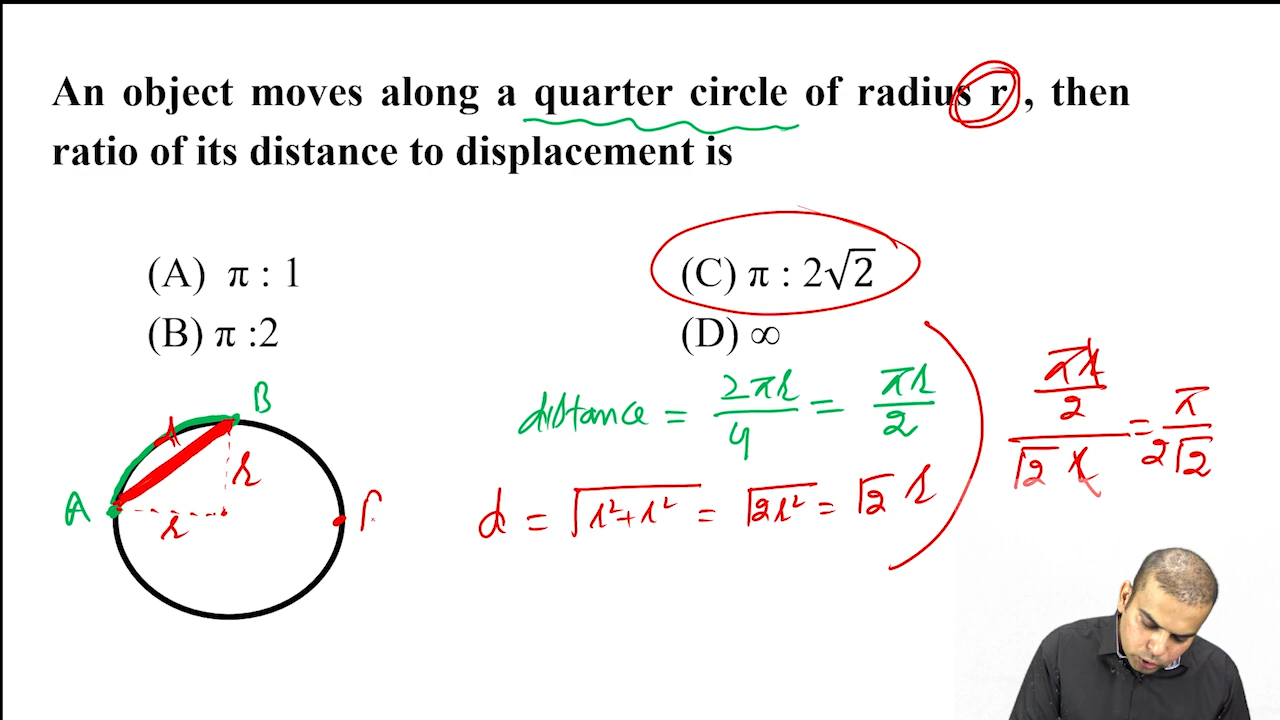 An object moves along a quarter circle of radius r , then
ratio of its distance to displacement is
(A) π : 1
(C) π : 2√2
(B) π :2
(D) ∞
distance = 2πr/4 = πr/2
d = √r²+r² = √2r² = √2 r
πr/2 / √2 r = π/2√2
A
B
d
r
r